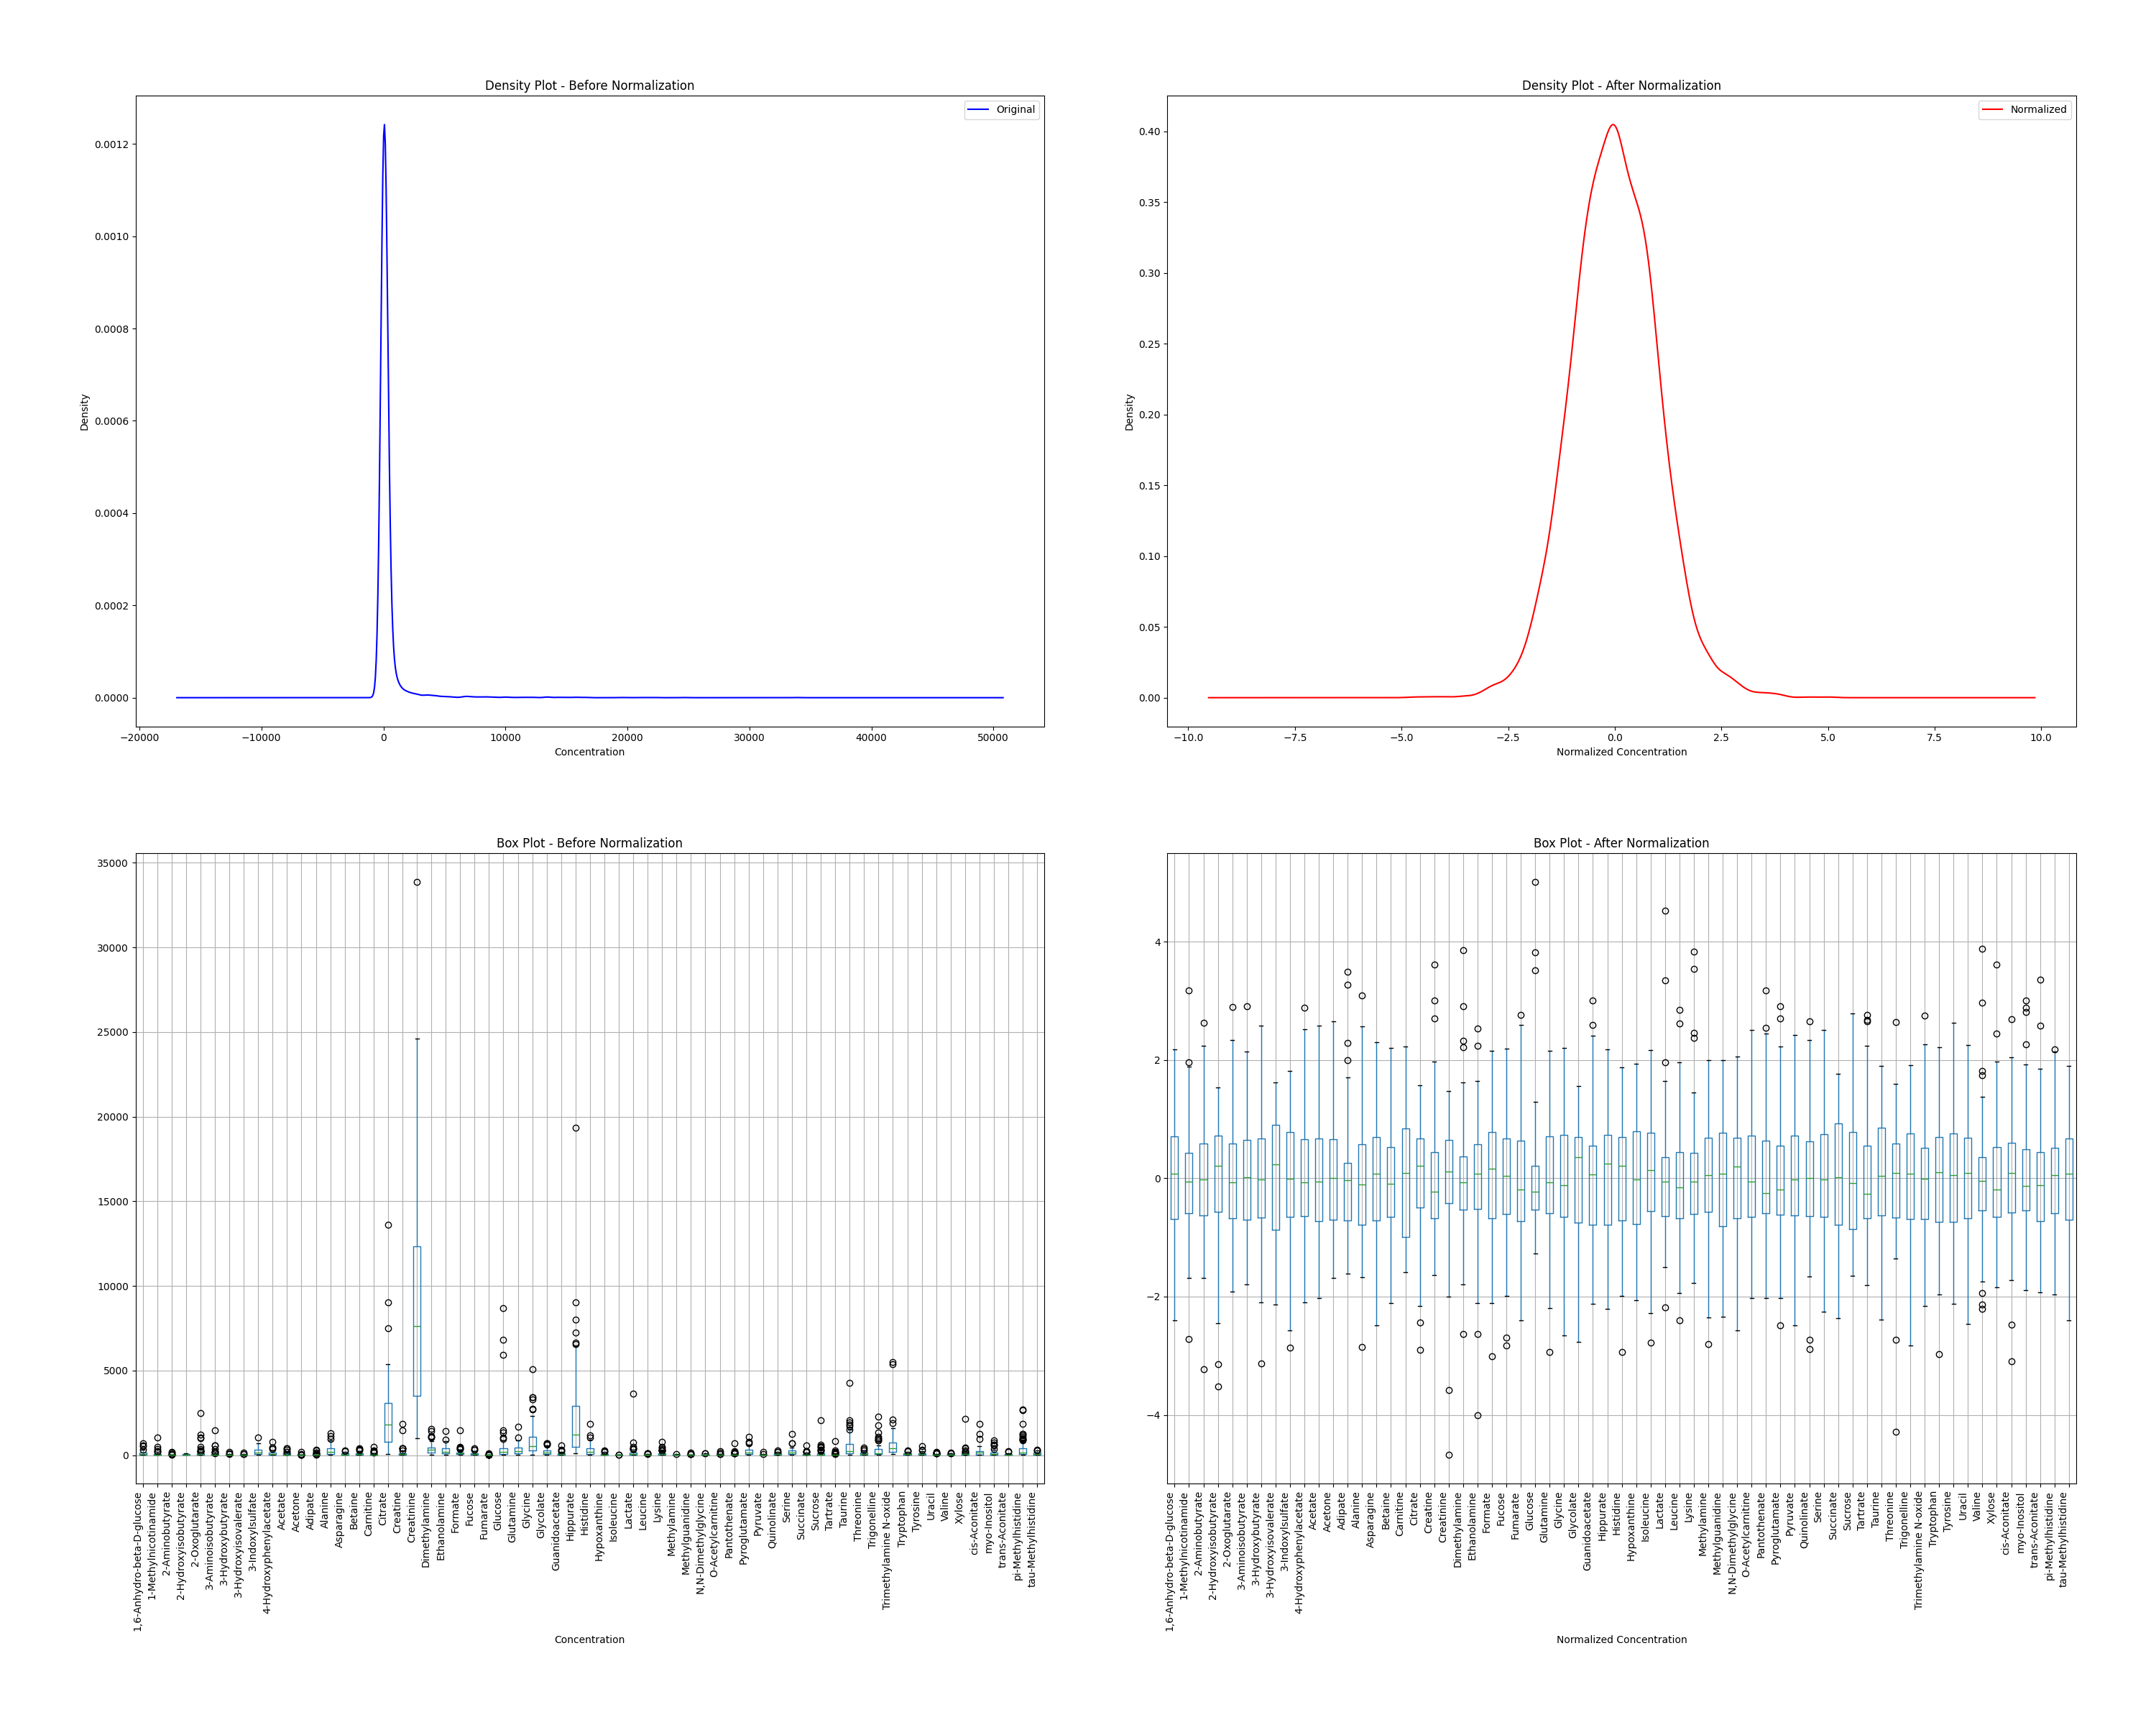 Density Plot - Before Normalization
Original
0.0012
0.0010
0.0008
0.0006
0.0004
0.0002
0.0000
Density
−20000 −10000 0 10000 20000 30000 40000 50000
Concentration
Density Plot - After Normalization
Normalized
0.40
0.35
0.30
0.25
0.20
0.15
0.10
0.05
0.00
Density
−10.0 −7.5 −5.0 −2.5 0.0 2.5 5.0 7.5 10.0
Normalized Concentration
Box Plot - Before Normalization
35000
30000
25000
20000
15000
10000
5000
0
1,6-Anhydro-beta-D-glucose
1-Methylnicotinamide
2-Aminobutyrate
2-Hydroxyisobutyrate
2-Oxoglutarate
3-Aminoisobutyrate
3-Hydroxybutyrate
3-Hydroxyisovalerate
3-Indoxylsulfate
4-Hydroxyphenylacetate
Acetate
Acetone
Adipate
Alanine
Asparagine
Betaine
Carnitine
Citrate
Creatine
Creatinine
Dimethylamine
Ethanolamine
Formate
Fucose
Fumarate
Glucose
Glutamine
Glycine
Glycolate
Guanidoacetate
Hippurate
Histidine
Hypoxanthine
Isoleucine
Lactate
Leucine
Lysine
Methylamine
Methylguanidine
N,N-Dimethylglycine
O-Acetylcarnitine
Pantothenate
Pyroglutamate
Pyruvate
Quinolinate
Serine
Succinate
Sucrose
Tartrate
Taurine
Threonine
Trigonelline
Trimethylamine N-oxide
Tryptophan
Tyrosine
Uracil
Valine
Xylose
cis-Aconitate
myo-Inositol
trans-Aconitate
pi-Methylhistidine
tau-Methylhistidine
Concentration
Box Plot - After Normalization
4
2
0
−2
−4
1,6-Anhydro-beta-D-glucose
1-Methylnicotinamide
2-Aminobutyrate
2-Hydroxyisobutyrate
2-Oxoglutarate
3-Aminoisobutyrate
3-Hydroxybutyrate
3-Hydroxyisovalerate
3-Indoxylsulfate
4-Hydroxyphenylacetate
Acetate
Acetone
Adipate
Alanine
Asparagine
Betaine
Carnitine
Citrate
Creatine
Creatinine
Dimethylamine
Ethanolamine
Formate
Fucose
Fumarate
Glucose
Glutamine
Glycine
Glycolate
Guanidoacetate
Hippurate
Histidine
Hypoxanthine
Isoleucine
Lactate
Leucine
Lysine
Methylamine
Methylguanidine
N,N-Dimethylglycine
O-Acetylcarnitine
Pantothenate
Pyroglutamate
Pyruvate
Quinolinate
Serine
Succinate
Sucrose
Tartrate
Taurine
Threonine
Trigonelline
Trimethylamine N-oxide
Tryptophan
Tyrosine
Uracil
Valine
Xylose
cis-Aconitate
myo-Inositol
trans-Aconitate
pi-Methylhistidine
tau-Methylhistidine
Normalized Concentration